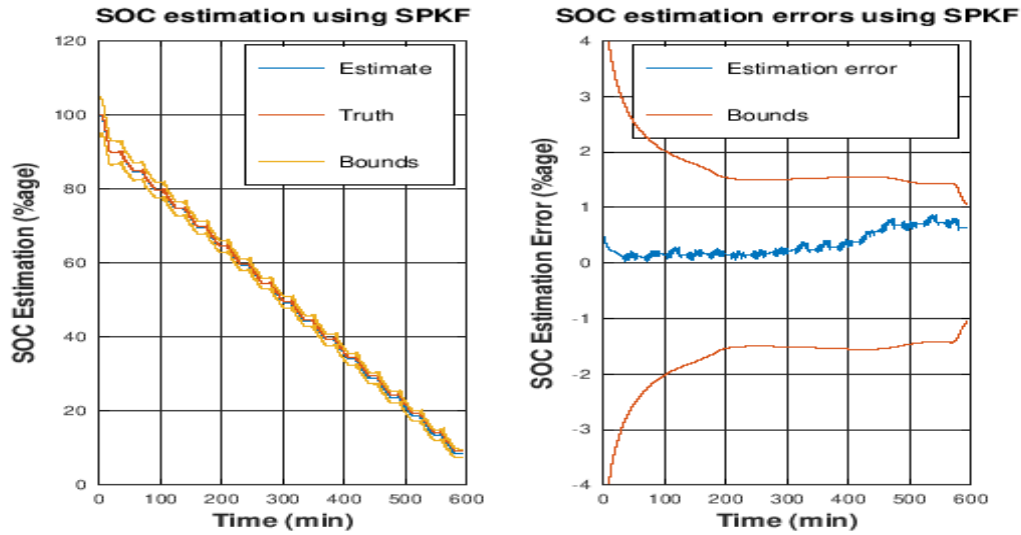 SOC estimation using SPKF
SOC Estimation (%age)
120
100
80
60
40
20
0
Estimate
Truth
Bounds
0 100 200 300 400 500 600
Time (min)
SOC estimation errors using SPKF
SOC Estimation Error (%age)
4
3
2
1
0
-1
-2
-3
-4
Estimation error
Bounds
0 100 200 300 400 500 600
Time (min)